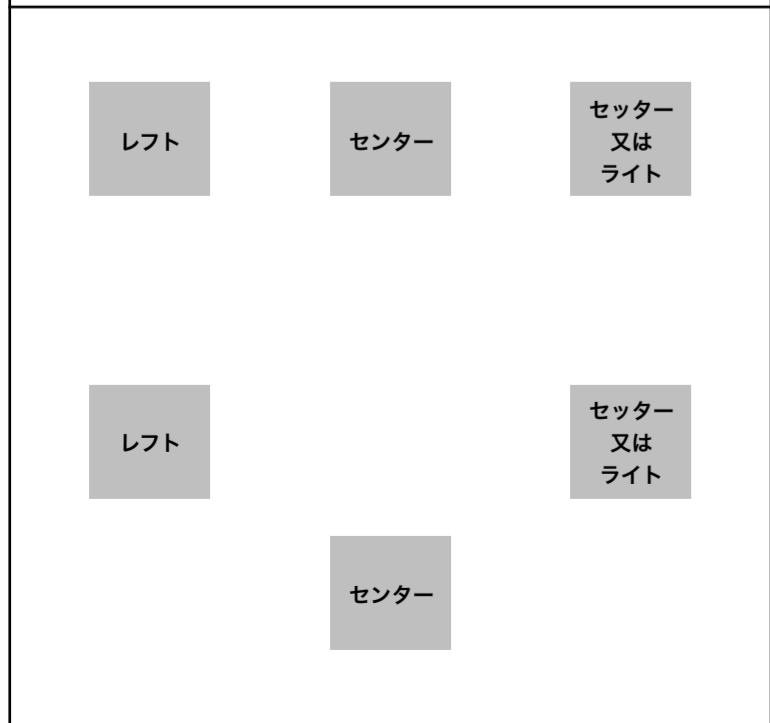 レフト
センター
セッター
又は
ライト
レフト
セッター
又は
ライト
センター